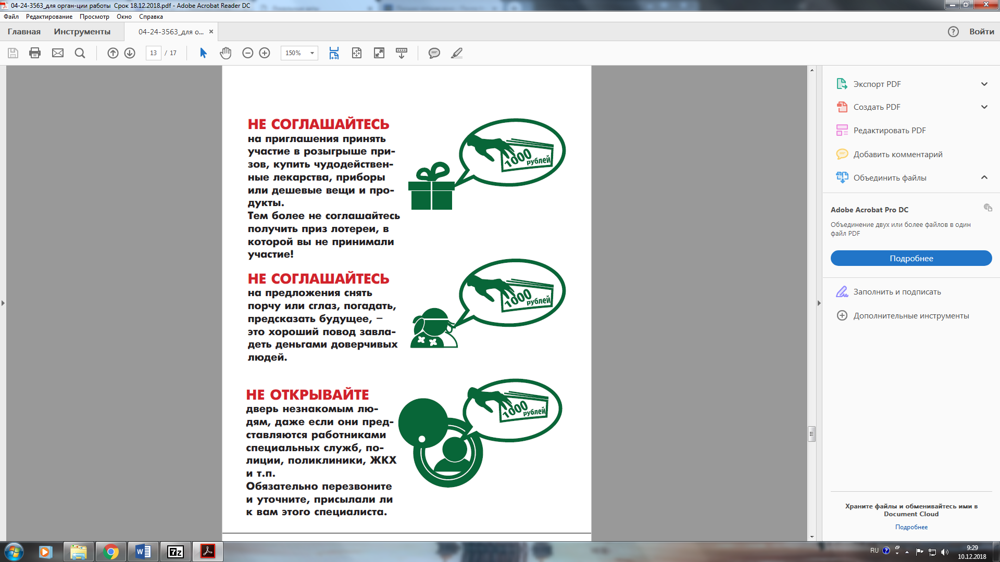 04-24-3563_для орган-ции работы  Срок 18.12.2018.pdf - Adobe Acrobat Reader DC
Файл Редактирование Просмотр Окно Справка
Главная Инструменты 04-24-3563_для о... × ? Войти
13 / 17 150%
НЕ СОГЛАШАЙТЕСЬ
на приглашения принять
участие в розыгрыше при-
зов, купить чудодействен-
ные лекарства, приборы
или дешевые вещи и про-
дукты.
Тем более не соглашайтесь
получить приз лотереи, в
которой вы не принимали
участие!
1000
рублей
НЕ СОГЛАШАЙТЕСЬ
на предложения снять
порчу или сглаз, погадать,
предсказать будущее, –
это хороший повод завла-
деть деньгами доверчивых
людей.
1000
рублей
НЕ ОТКРЫВАЙТЕ
дверь незнакомым лю-
дям, даже если они пред-
ставляются работниками
специальных служб, по-
лиции, поликлиники, ЖКХ
и т.п.
Обязательно перезвоните
и уточните, присылали ли
к вам этого специалиста.
1000
рублей
Экспорт PDF
Создать PDF
Редактировать PDF
Добавить комментарий
Объединить файлы
Adobe Acrobat Pro DC
Объединение двух или более файлов в один
файл PDF
Подробнее
Заполнить и подписать
Дополнительные инструменты
Храните файлы и обменивайтесь ими в
Document Cloud
Подробнее
W 7z RU ? 9:29
10.12.2018